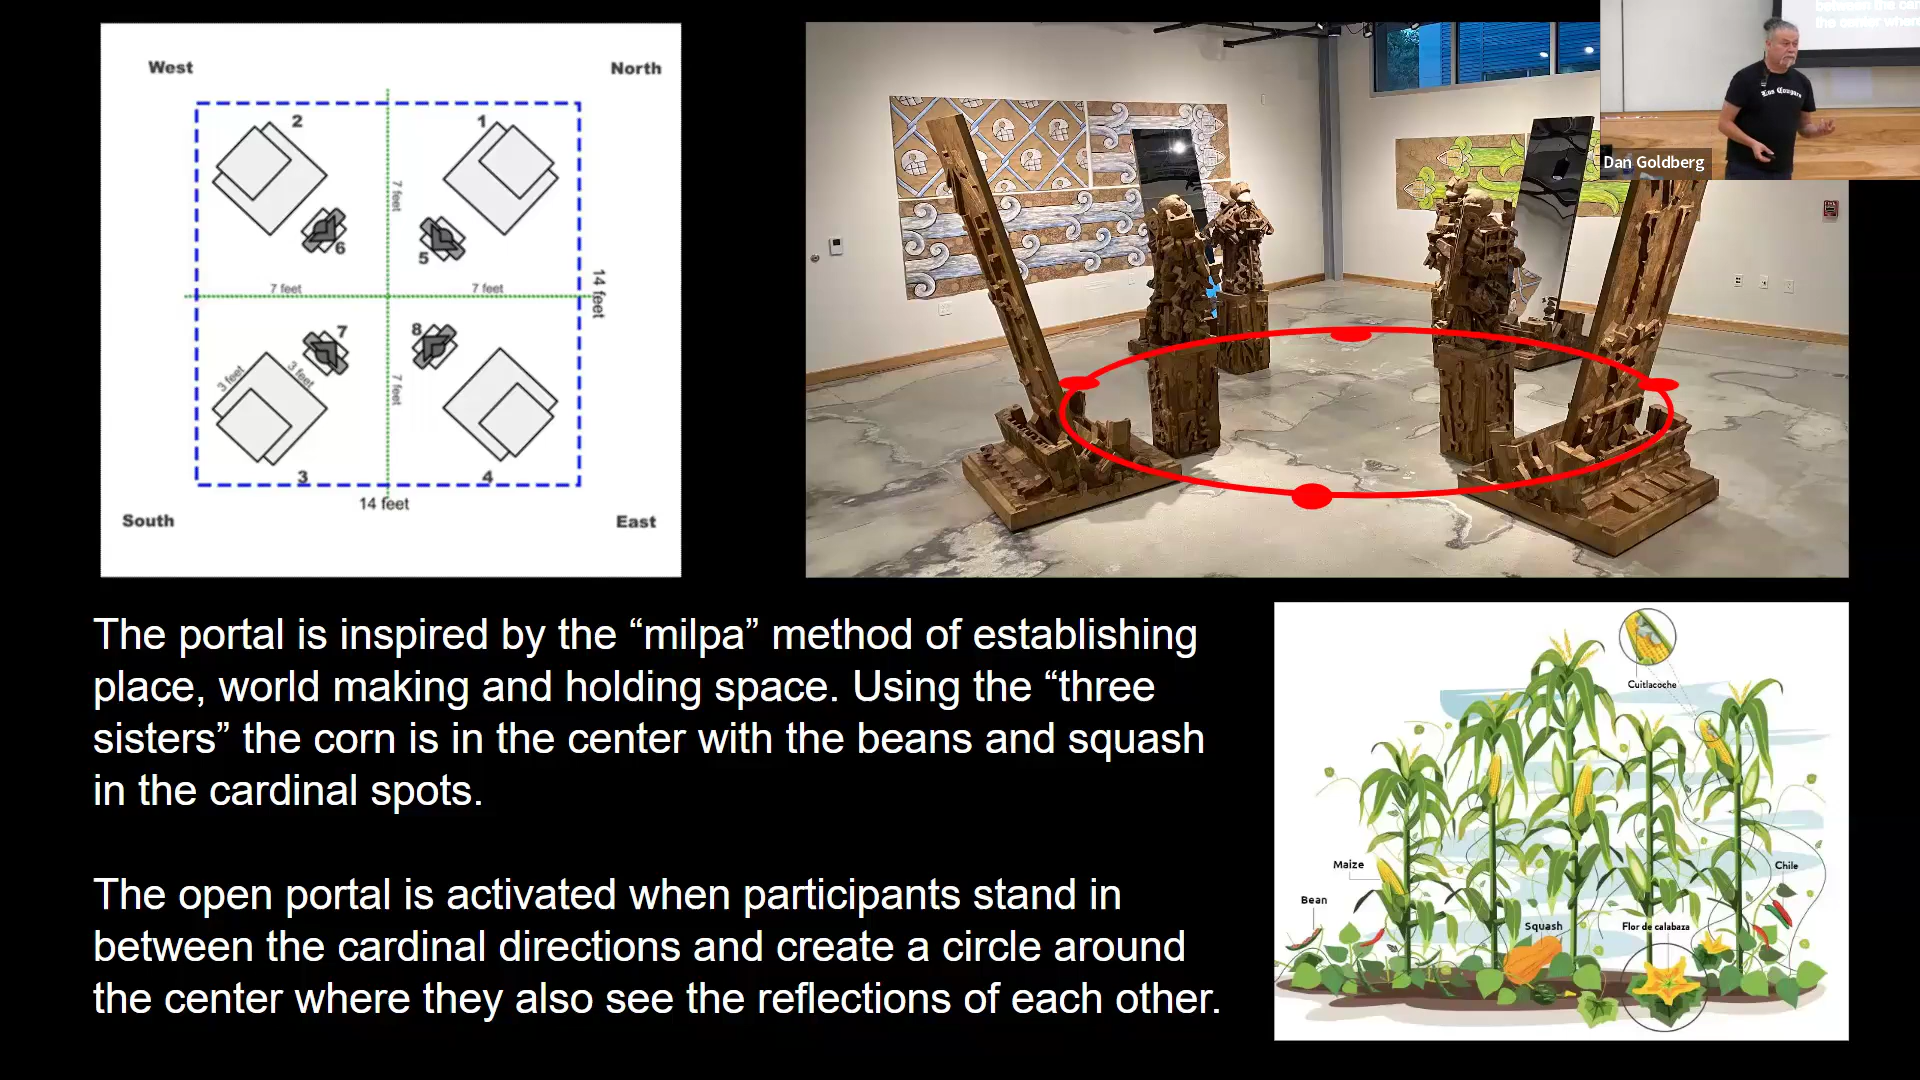 West
North
2
1
7 feet
6
5
7 feet
7 feet
14 feet
7
8
3 feet
3 feet
7 feet
3
4
14 feet
South
East
between the
the center where
Dan Goldberg
The portal is inspired by the “milpa” method of establishing
place, world making and holding space. Using the “three
sisters” the corn is in the center with the beans and squash
in the cardinal spots.
The open portal is activated when participants stand in
between the cardinal directions and create a circle around
the center where they also see the reflections of each other.
Cuitlacoche
Maize
Chile
Bean
Squash
Flor de calabaza